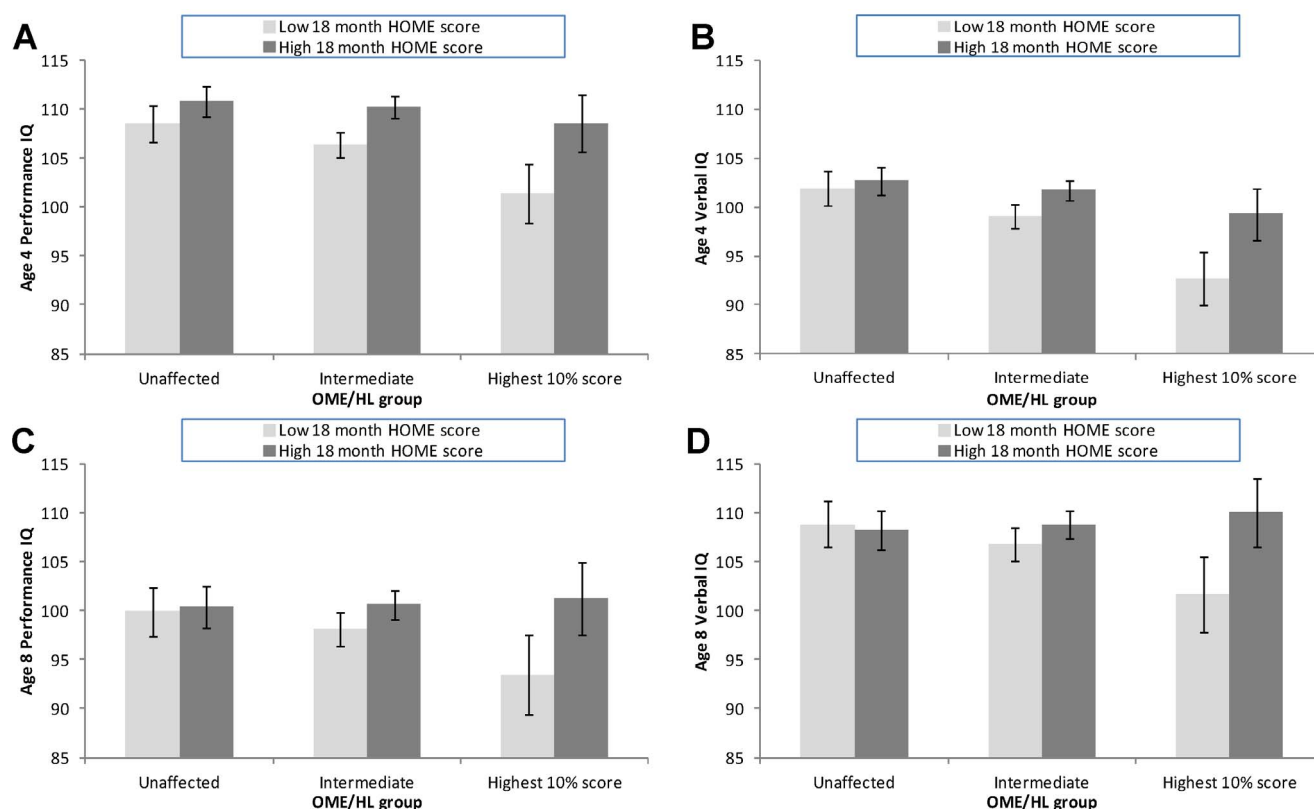 A
Low 18 month HOME score
High 18 month HOME score
115
110
105
100
95
90
85
Age 4 Performance IQ
Unaffected
Intermediate
Highest 10% score
OME/HL group
B
Low 18 month HOME score
High 18 month HOME score
115
110
105
100
95
90
85
Age 4 Verbal IQ
Unaffected
Intermediate
Highest 10% score
OME/HL group
C
Low 18 month HOME score
High 18 month HOME score
115
110
105
100
95
90
85
Age 8 Performance IQ
Unaffected
Intermediate
Highest 10% score
OME/HL group
D
Low 18 month HOME score
High 18 month HOME score
115
110
105
100
95
90
85
Age 8 Verbal IQ
Unaffected
Intermediate
Highest 10% score
OME/HL group